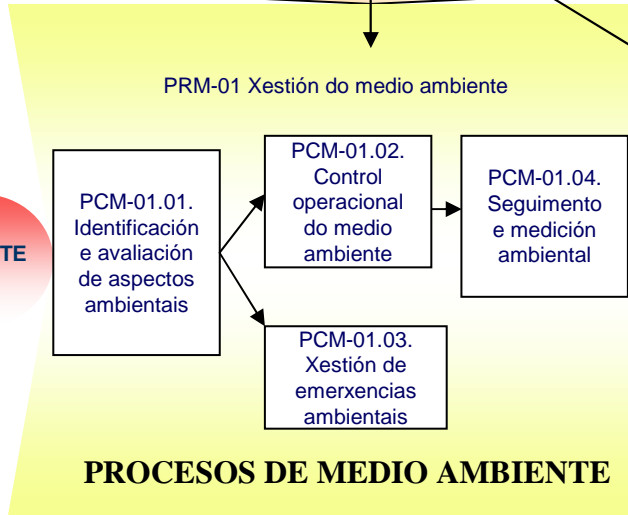 PRM-01 Xestión do medio ambiente
PCM-01.01.
Identificación
e avaliación
de aspectos
ambientais
PCM-01.02.
Control
operacional
do medio
ambiente
PCM-01.04.
Seguimento
e medición
ambiental
TE
PCM-01.03.
Xestión de
emerxencias
ambientais
PROCESOS DE MEDIO AMBIENTE